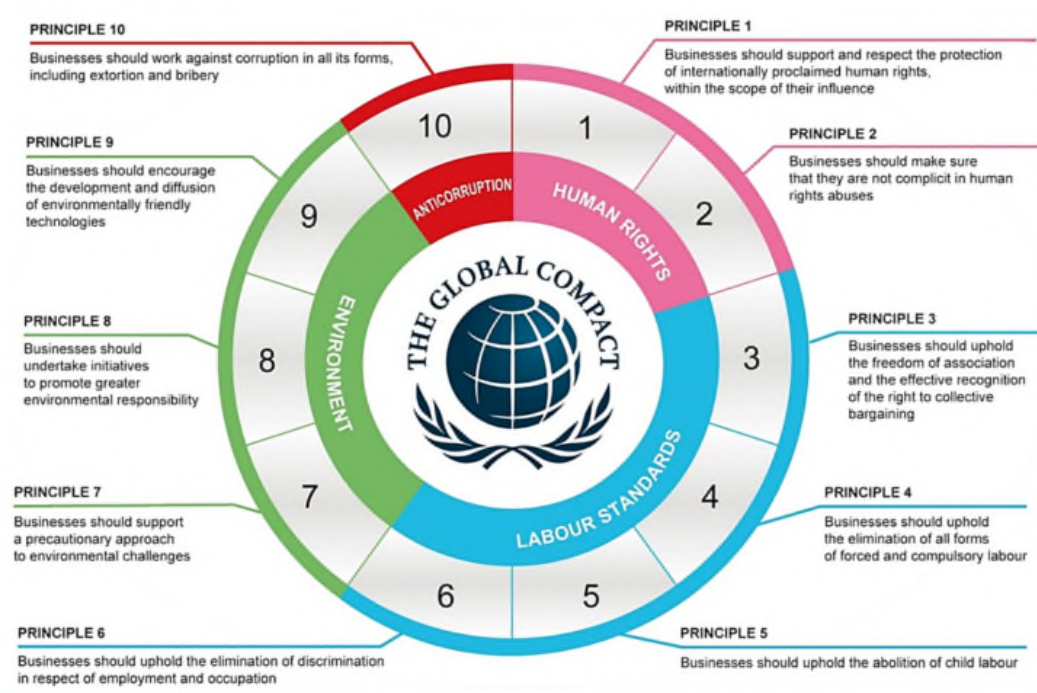 PRINCIPLE 10
Businesses should work against corruption in all its forms,
including extortion and bribery
PRINCIPLE 1
Businesses should support and respect the protection
of internationally proclaimed human rights,
within the scope of their influence
PRINCIPLE 9
Businesses should encourage
the development and diffusion
of environmentally friendly
technologies
PRINCIPLE 2
Businesses should make sure
that they are not complicit in human
rights abuses
PRINCIPLE 8
Businesses should
undertake initiatives
to promote greater
environmental responsibility
PRINCIPLE 3
Businesses should uphold
the freedom of association
and the effective recognition
of the right to collective
bargaining
PRINCIPLE 7
Businesses should support
a precautionary approach
to environmental challenges
PRINCIPLE 4
Businesses should uphold
the elimination of all forms
of forced and compulsory labour
PRINCIPLE 6
Businesses should uphold the elimination of discrimination
in respect of employment and occupation
PRINCIPLE 5
Businesses should uphold the abolition of child labour
10
1
9
2
8
3
7
4
6
5
ANTICORRUPTION
HUMAN RIGHTS
ENVIRONMENT
LABOUR STANDARDS
THE GLOBAL COMPACT